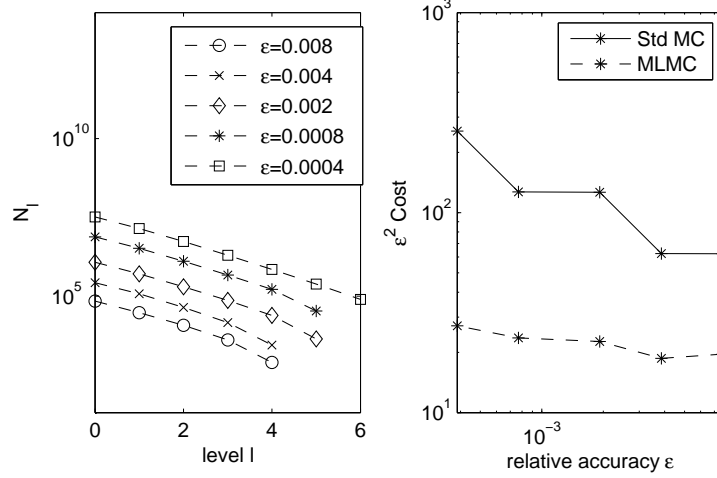 ε=0.008
ε=0.004
ε=0.002
ε=0.0008
ε=0.0004
10^10
10^5
N_l
0
2
4
6
level l
Std MC
MLMC
10^3
10^2
10^1
ε^2 Cost
10^-3
relative accuracy ε